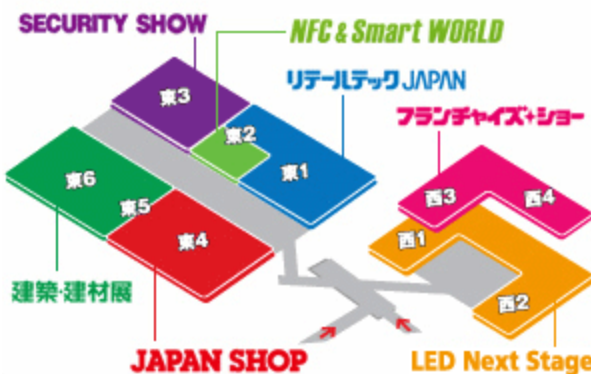 SECURITY SHOW
NFC & Smart WORLD
リテールテック JAPAN
フランチャイズ・ショー
東3
東2
東1
東6
東5
東4
西3
西4
西1
西2
建築・建材展
JAPAN SHOP
LED Next Stage